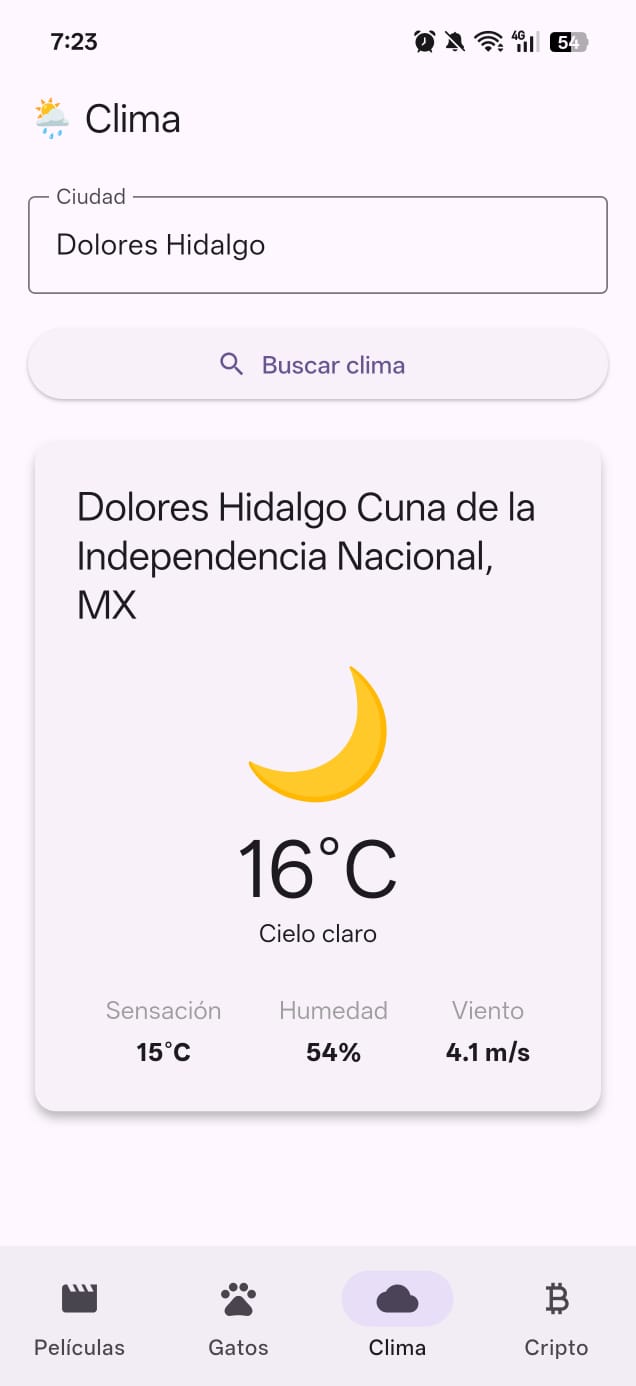 7:23
4G
54
Clima
Ciudad
Dolores Hidalgo
Buscar clima
Dolores Hidalgo Cuna de la
Independencia Nacional,
MX
16°C
Cielo claro
Sensación Humedad Viento
15°C 54% 4.1 m/s
Películas Gatos Clima Cripto